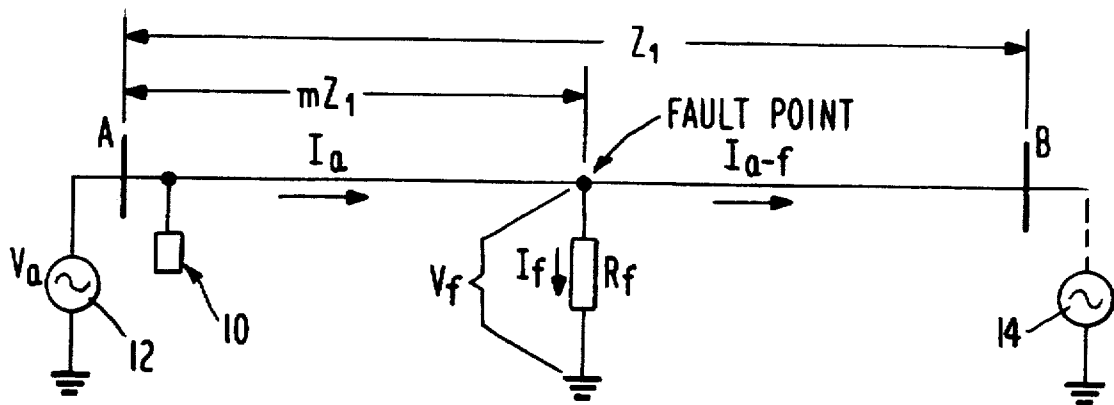 Z₁
mZ₁
FAULT POINT
A
Iₐ
Iₐ₋f
B
Vₐ
Vf
If
Rf
10
12
14